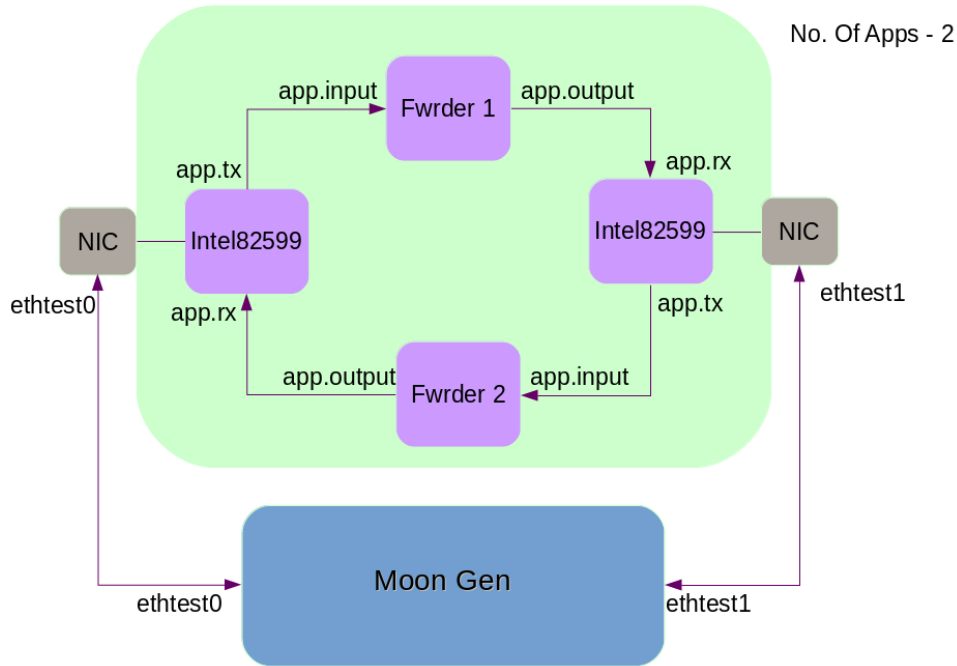 No. Of Apps - 2
app.input
Fwrder 1
app.output
app.tx
app.rx
NIC
Intel82599
Intel82599
NIC
ethtest0
app.rx
app.tx
ethtest1
app.output
Fwrder 2
app.input
Moon Gen
ethtest0
ethtest1